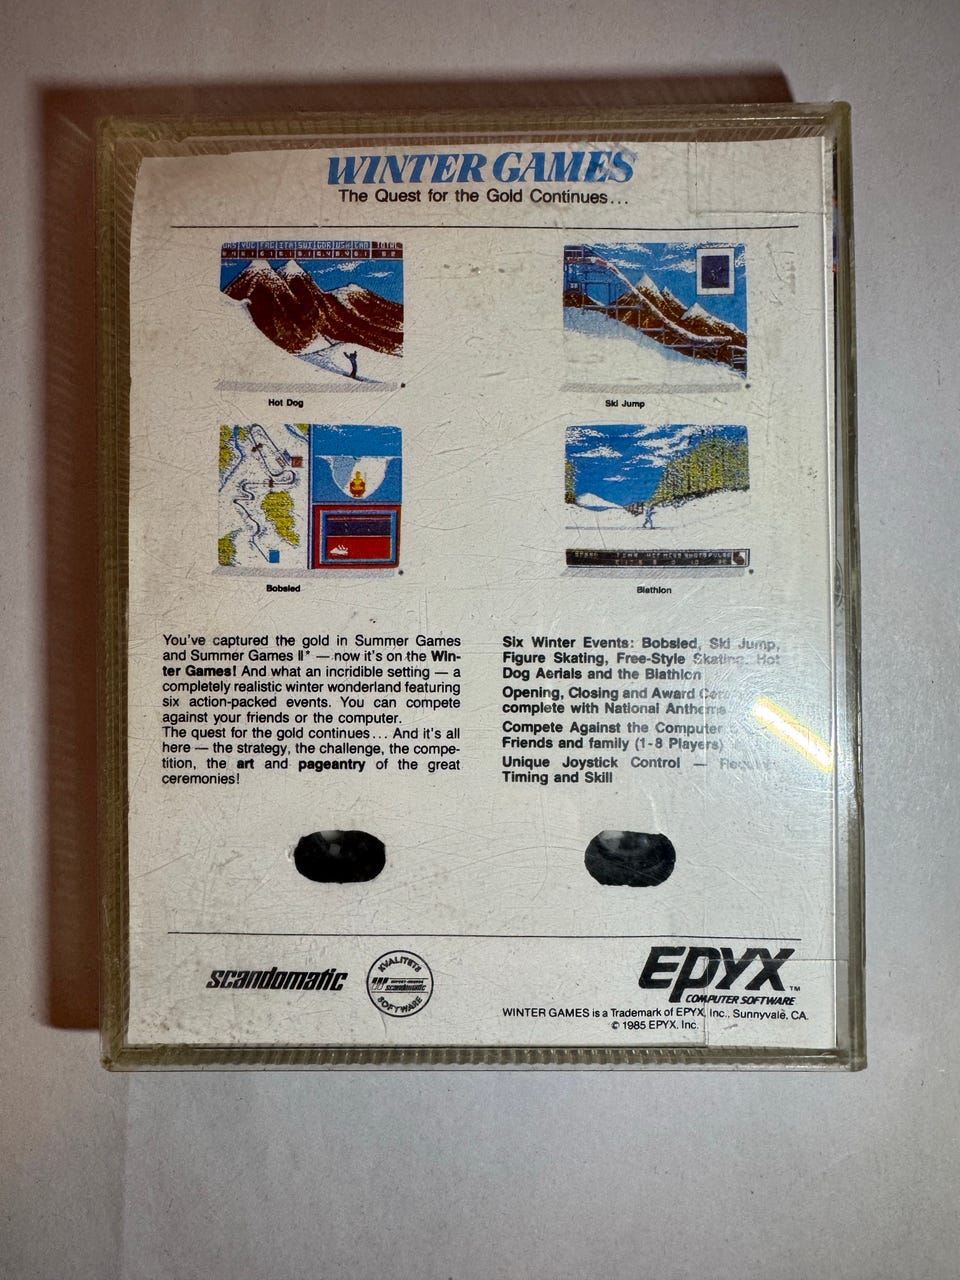 WINTER GAMES
The Quest for the Gold Continues...
Hot Dog
Ski Jump
Bobsled
Biathlon
You've captured the gold in Summer Games
and Summer Games II* — now it's on the Win-
ter Games! And what an incridible setting — a
completely realistic winter wonderland featuring
six action-packed events. You can compete
against your friends or the computer.
The quest for the gold continues... And it's all
here — the strategy, the challenge, the compe-
tition, the art and pageantry of the great
ceremonies!
Six Winter Events: Bobsled, Ski Jump,
Figure Skating, Free-Style Skating, Hot
Dog Aerials and the Biathlon
Opening, Closing and Award
complete with National Anthems
Compete Against the Computer
Friends and family (1-8 Players)
Unique Joystick Control —
Timing and Skill
scandomatic
KVALITETS
scandomatic
SOFTWARE
EPYX™
COMPUTER SOFTWARE
WINTER GAMES is a Trademark of EPYX, Inc., Sunnyvale, CA.
© 1985 EPYX, Inc.